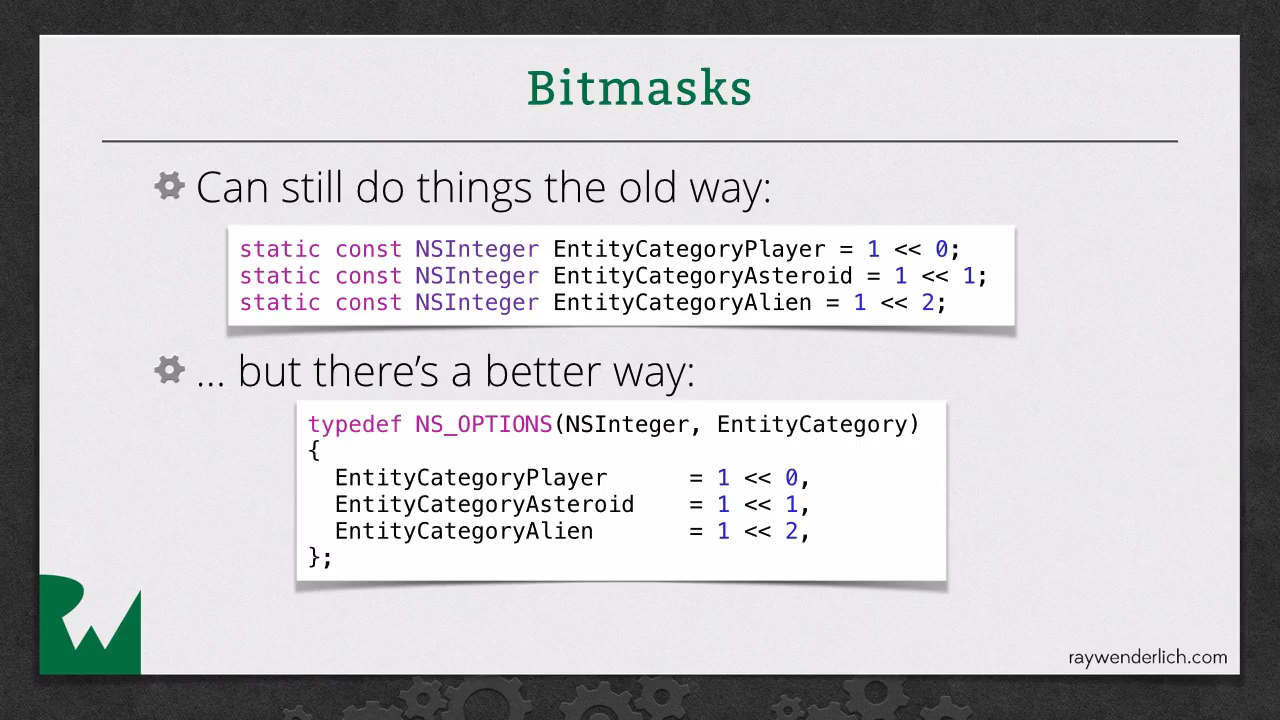 Bitmasks
Can still do things the old way:
static const NSInteger EntityCategoryPlayer = 1 << 0;
static const NSInteger EntityCategoryAsteroid = 1 << 1;
static const NSInteger EntityCategoryAlien = 1 << 2;
... but there’s a better way:
typedef NS_OPTIONS(NSInteger, EntityCategory)
{
  EntityCategoryPlayer      = 1 << 0,
  EntityCategoryAsteroid    = 1 << 1,
  EntityCategoryAlien       = 1 << 2,
};
RW
raywenderlich.com